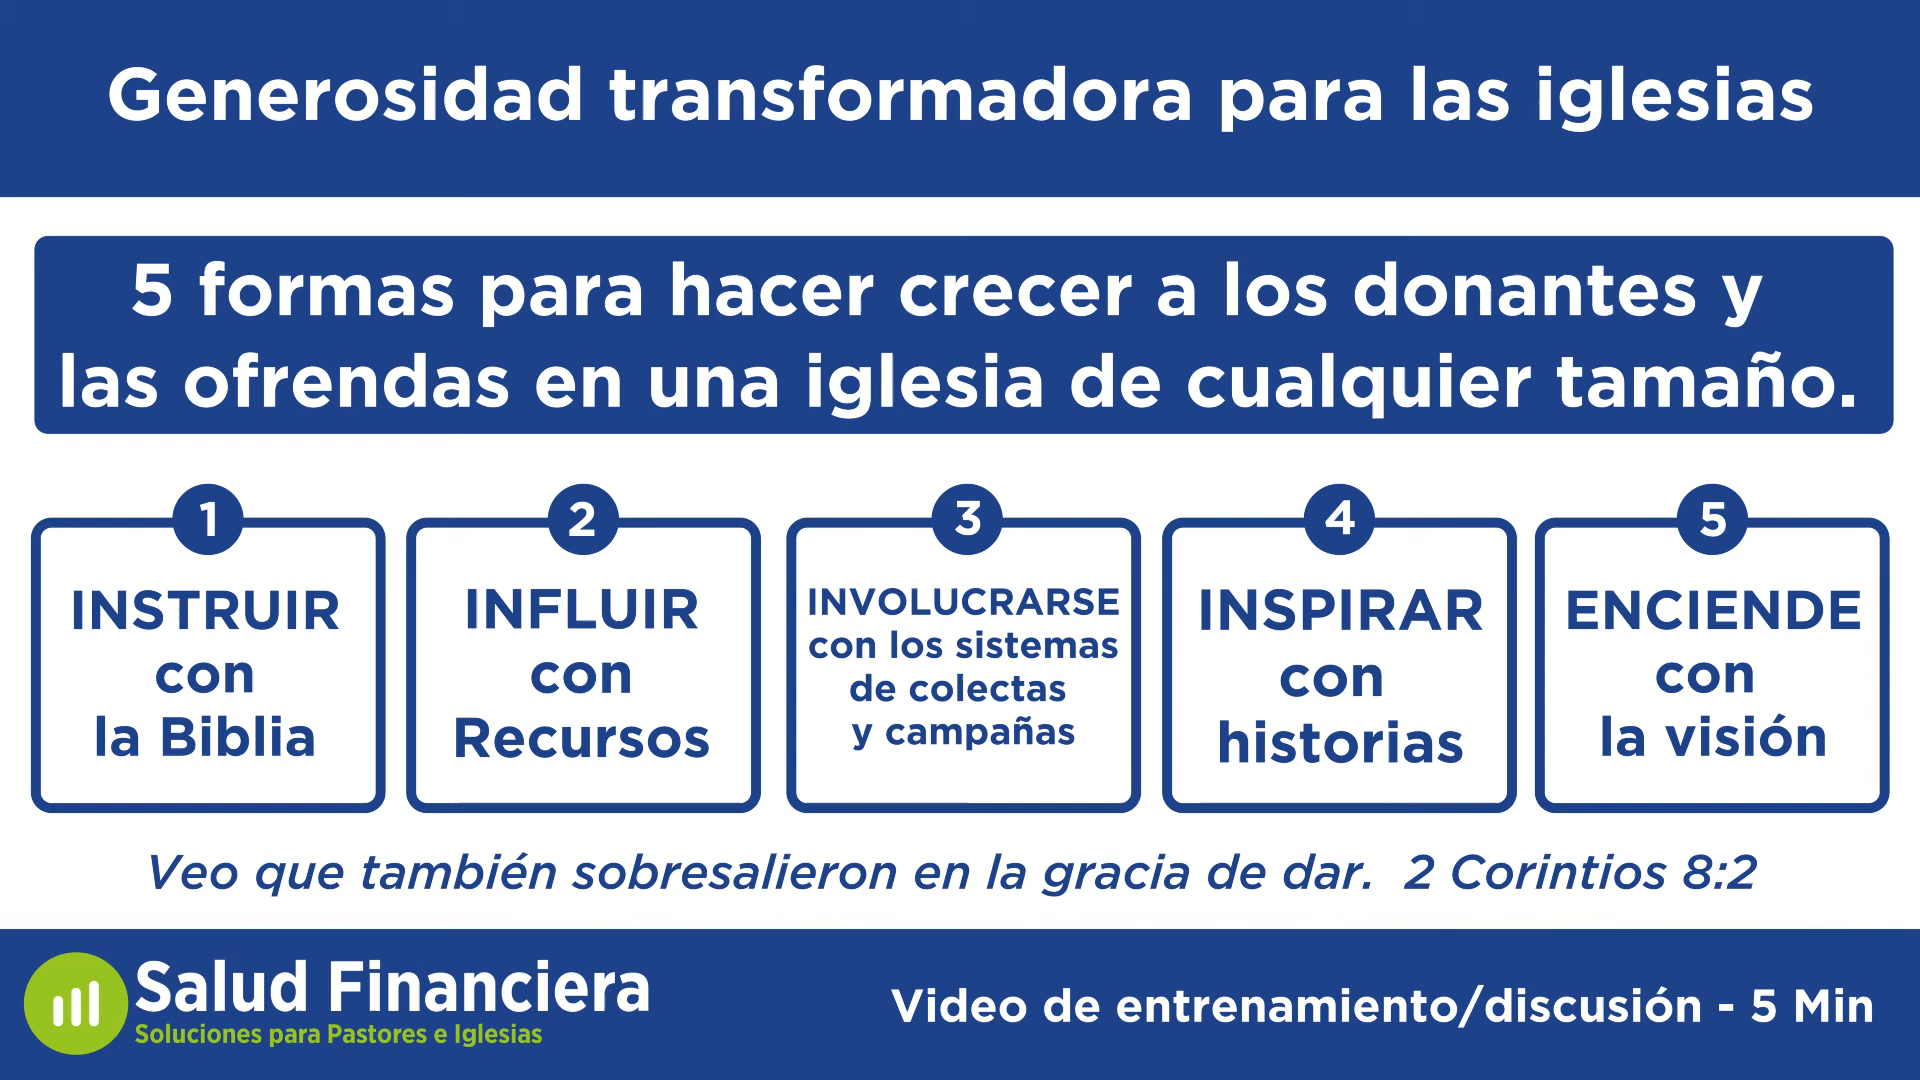 Generosidad transformadora para las iglesias
5 formas para hacer crecer a los donantes y
las ofrendas en una iglesia de cualquier tamaño.
1
INSTRUIR
con
la Biblia
2
INFLUIR
con
Recursos
3
INVOLUCRARSE
con los sistemas
de colectas
y campañas
4
INSPIRAR
con
historias
5
ENCIENDE
con
la visión
Veo que también sobresalieron en la gracia de dar. 2 Corintios 8:2
Salud Financiera
Soluciones para Pastores e Iglesias
Video de entrenamiento/discusión - 5 Min